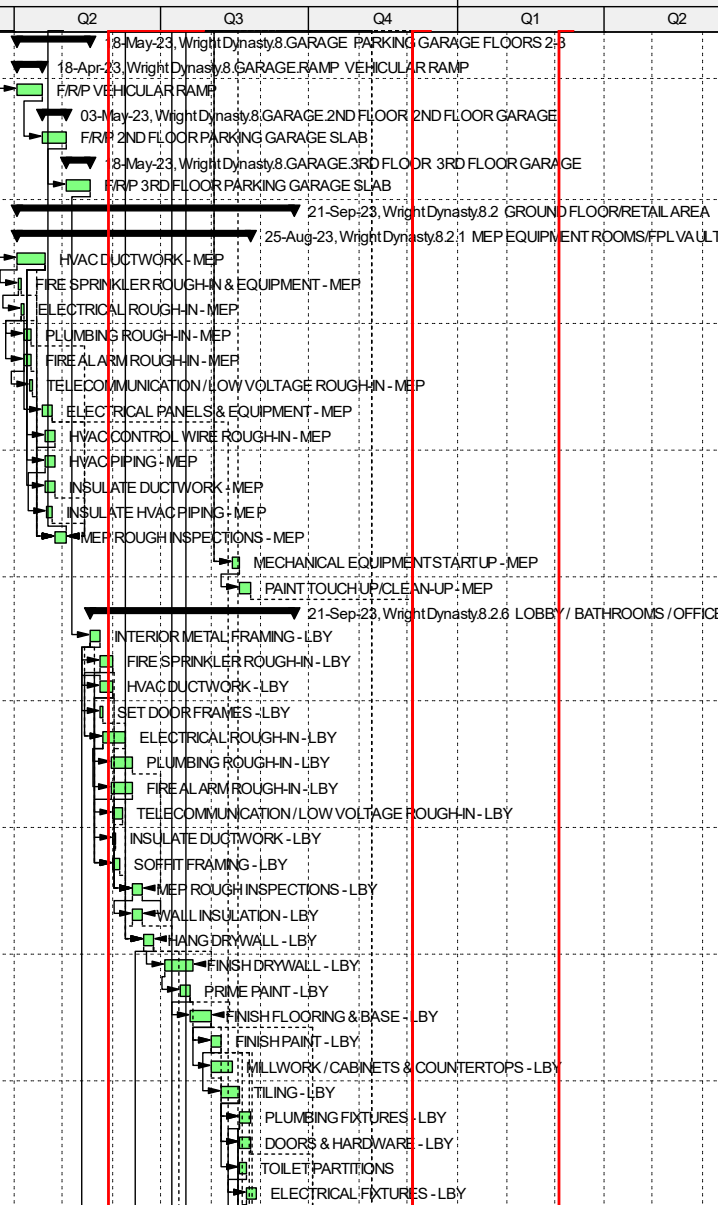 Q2 Q3 Q4 Q1 Q2
18-May-23, Wright Dynasty.8.GARAGE PARKING GARAGE FLOORS 2-3
18-Apr-23, Wright Dynasty.8.GARAGE.RAMP VEHICULAR RAMP
F/R/P VEHICULAR RAMP
03-May-23, Wright Dynasty.8.GARAGE.2ND FLOOR 2ND FLOOR GARAGE
F/R/P 2ND FLOOR PARKING GARAGE SLAB
18-May-23, Wright Dynasty.8.GARAGE.3RD FLOOR 3RD FLOOR GARAGE
F/R/P 3RD FLOOR PARKING GARAGE SLAB
21-Sep-23, Wright Dynasty.8.2 GROUND FLOOR/RETAIL AREA
25-Aug-23, Wright Dynasty.8.2.1 MEP EQUIPMENT ROOMS/FPL VAULT
HVAC DUCTWORK - MEP
FIRE SPRINKLER ROUGH-IN & EQUIPMENT - MEP
ELECTRICAL ROUGH-IN - MEP
PLUMBING ROUGH-IN - MEP
FIRE ALARM ROUGH-IN - MEP
TELECOMMUNICATION / LOW VOLTAGE ROUGH-IN - MEP
ELECTRICAL PANELS & EQUIPMENT - MEP
HVAC CONTROL WIRE ROUGH-IN - MEP
HVAC PIPING - MEP
INSULATE DUCTWORK - MEP
INSULATE HVAC PIPING - MEP
MEP ROUGH INSPECTIONS - MEP
MECHANICAL EQUIPMENT STARTUP - MEP
PAINT TOUCH UP/CLEAN-UP - MEP
21-Sep-23, Wright Dynasty.8.2.6 LOBBY / BATHROOMS / OFFICE
INTERIOR METAL FRAMING - LBY
FIRE SPRINKLER ROUGH-IN - LBY
HVAC DUCTWORK - LBY
SET DOOR FRAMES - LBY
ELECTRICAL ROUGH-IN - LBY
PLUMBING ROUGH-IN - LBY
FIRE ALARM ROUGH-IN - LBY
TELECOMMUNICATION / LOW VOLTAGE ROUGH-IN - LBY
INSULATE DUCTWORK - LBY
SOFFIT FRAMING - LBY
MEP ROUGH INSPECTIONS - LBY
WALL INSULATION - LBY
HANG DRYWALL - LBY
FINISH DRYWALL - LBY
PRIME PAINT - LBY
FINISH FLOORING & BASE - LBY
FINISH PAINT - LBY
MILLWORK / CABINETS & COUNTERTOPS - LBY
TILING - LBY
PLUMBING FIXTURES - LBY
DOORS & HARDWARE - LBY
TOILET PARTITIONS
ELECTRICAL FIXTURES - LBY